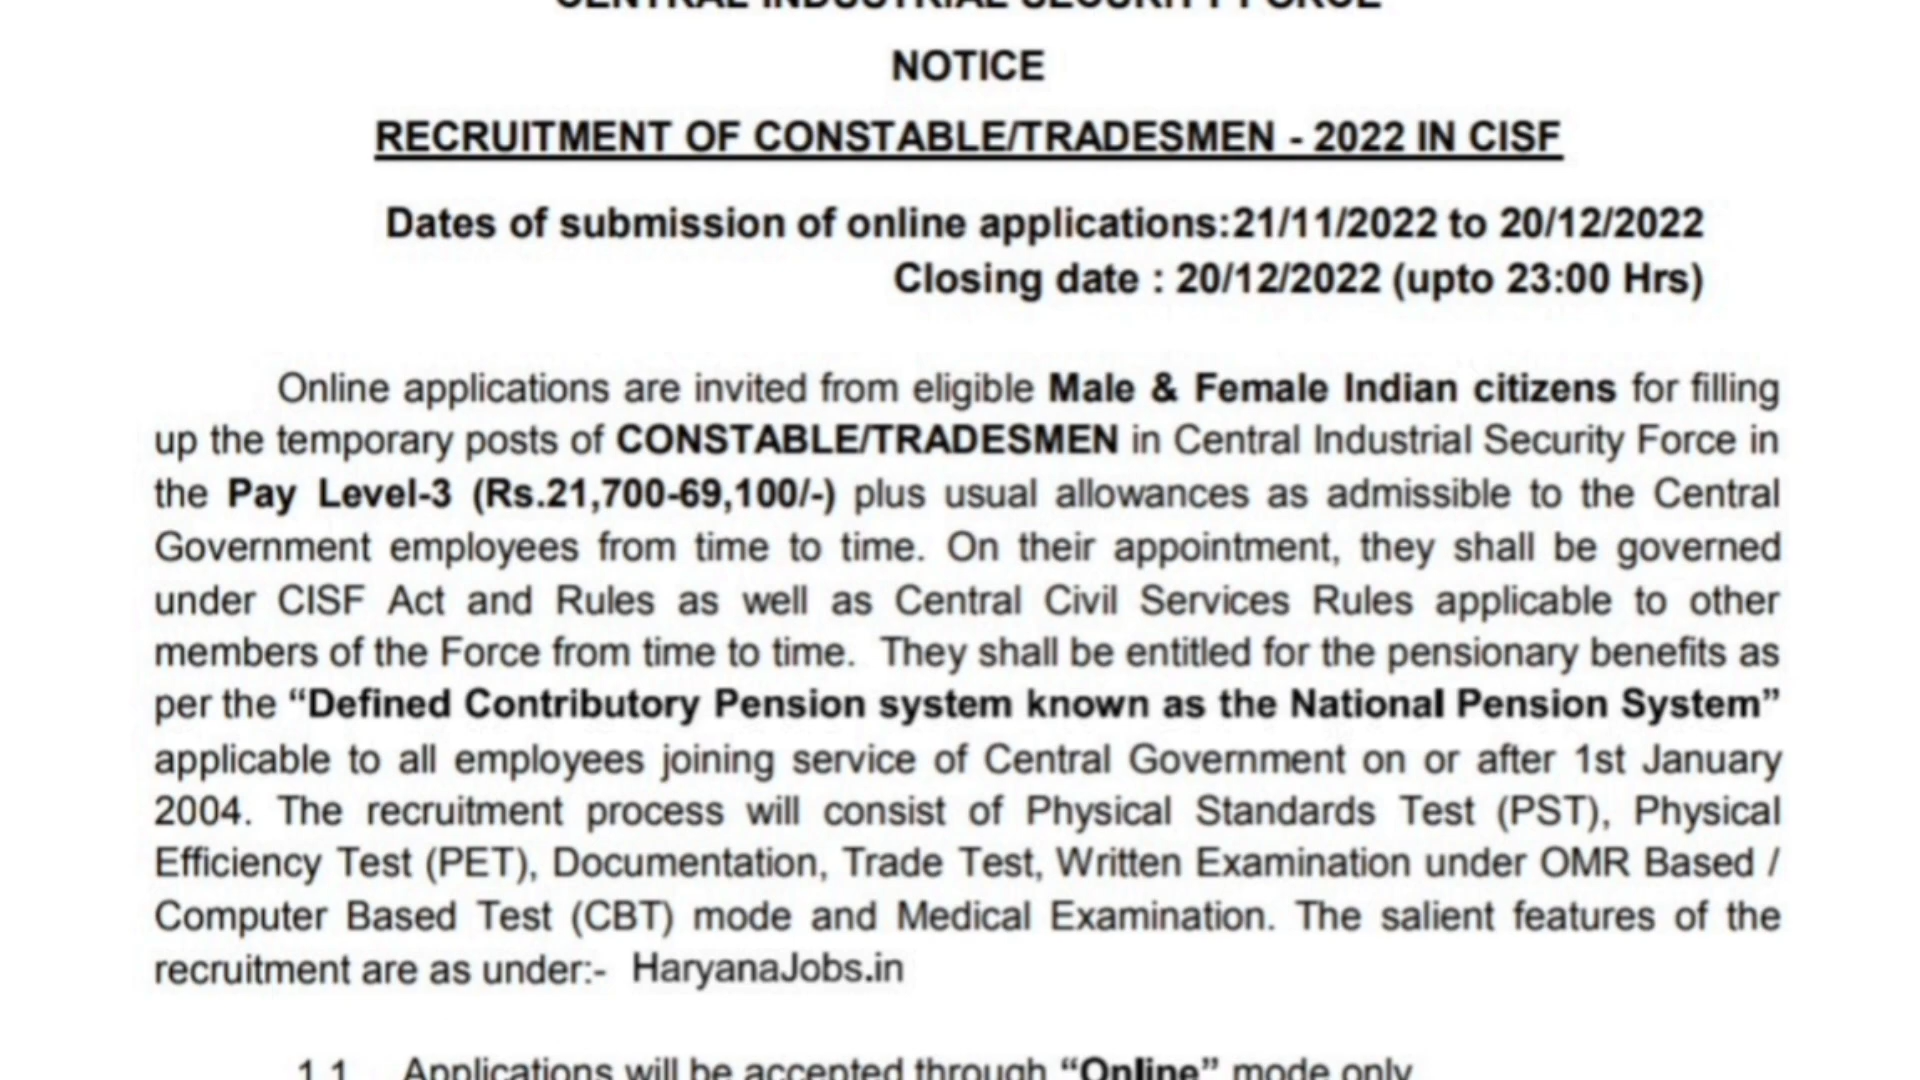 CENTRAL INDUSTRIAL SECURITY FORCE
NOTICE
RECRUITMENT OF CONSTABLE/TRADESMEN - 2022 IN CISF
Dates of submission of online applications:21/11/2022 to 20/12/2022
Closing date : 20/12/2022 (upto 23:00 Hrs)
Online applications are invited from eligible Male & Female Indian citizens for filling
up the temporary posts of CONSTABLE/TRADESMEN in Central Industrial Security Force in
the Pay Level-3 (Rs.21,700-69,100/-) plus usual allowances as admissible to the Central
Government employees from time to time. On their appointment, they shall be governed
under CISF Act and Rules as well as Central Civil Services Rules applicable to other
members of the Force from time to time. They shall be entitled for the pensionary benefits as
per the “Defined Contributory Pension system known as the National Pension System”
applicable to all employees joining service of Central Government on or after 1st January
2004. The recruitment process will consist of Physical Standards Test (PST), Physical
Efficiency Test (PET), Documentation, Trade Test, Written Examination under OMR Based /
Computer Based Test (CBT) mode and Medical Examination. The salient features of the
recruitment are as under:- HaryanaJobs.in
1.1 Applications will be accepted through “Online” mode only.